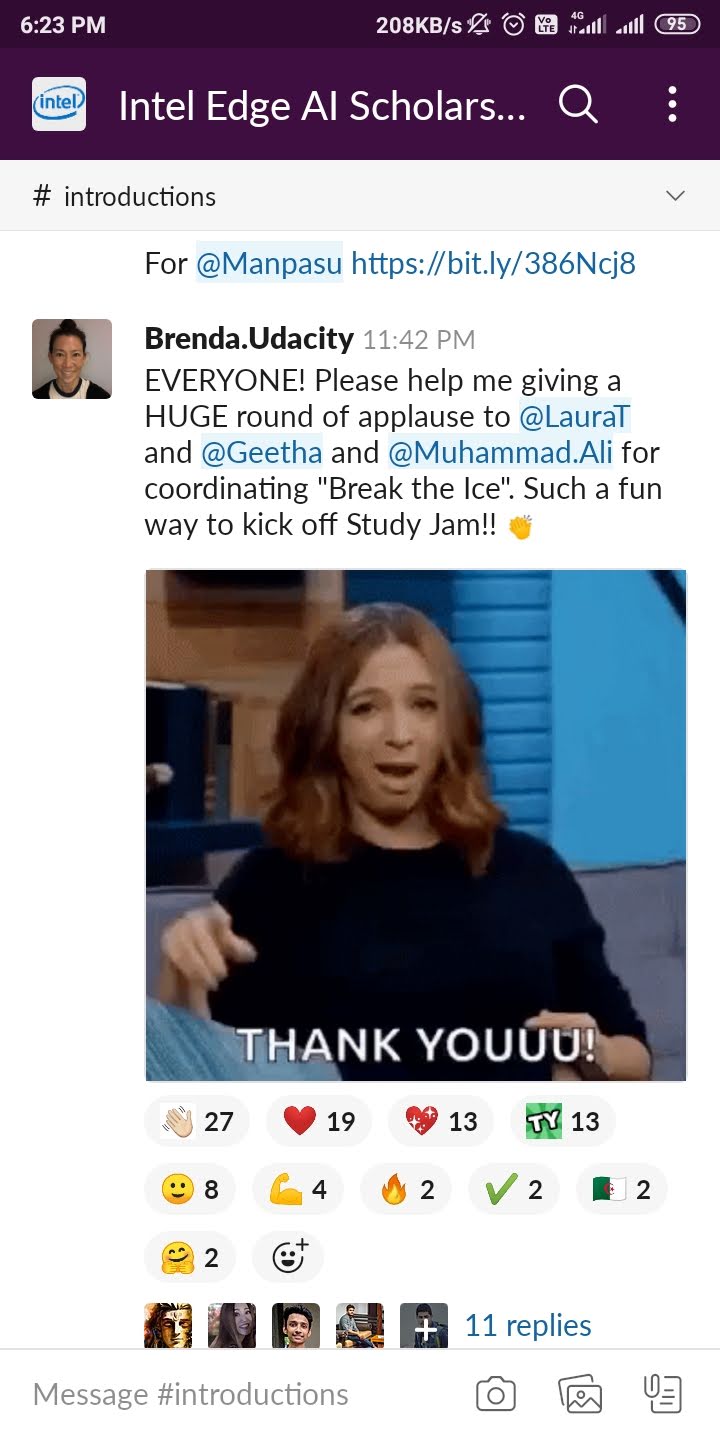 6:23 PM 208KB/s Vo LTE 4G 95
intel Intel Edge AI Scholars...
# introductions
For @Manpasu https://bit.ly/386Ncj8
Brenda.Udacity 11:42 PM
EVERYONE! Please help me giving a
HUGE round of applause to @LauraT
and @Geetha and @Muhammad.Ali for
coordinating "Break the Ice". Such a fun
way to kick off Study Jam!! 👏
THANK YOUUU!
27 19 13 TY 13
8 4 2 2 2
2
11 replies
Message #introductions